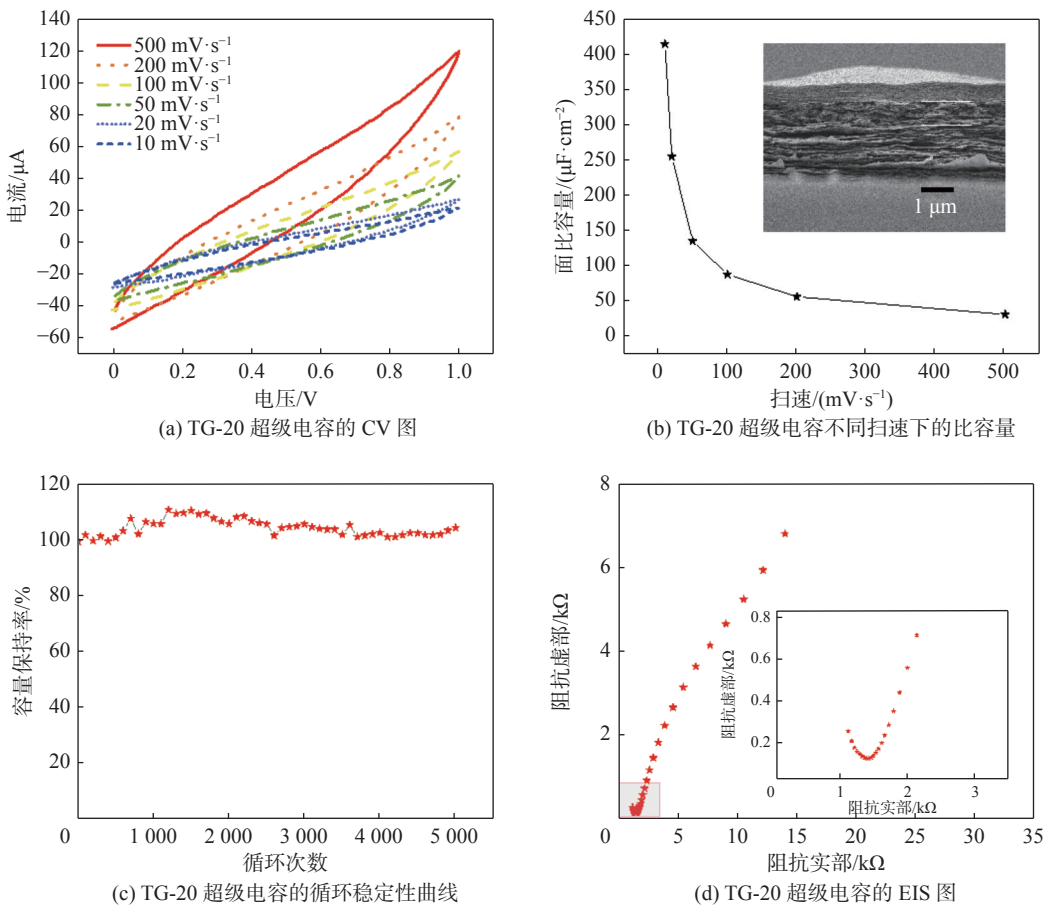 电流/μA
140
120
100
80
60
40
20
0
−20
−40
−60
500 mV·s⁻¹
200 mV·s⁻¹
100 mV·s⁻¹
50 mV·s⁻¹
20 mV·s⁻¹
10 mV·s⁻¹
0 0.2 0.4 0.6 0.8 1.0
电压/V
(a) TG-20 超级电容的 CV 图
面比容量/(μF·cm⁻²)
450
400
350
300
250
200
150
100
50
0
1 μm
0 100 200 300 400 500
扫速/(mV·s⁻¹)
(b) TG-20 超级电容不同扫速下的比容量
容量保持率/%
120
100
80
60
40
20
0 1 000 2 000 3 000 4 000 5 000
循环次数
(c) TG-20 超级电容的循环稳定性曲线
阻抗虚部/kΩ
8
6
4
2
0 5 10 15 20 25 30 35
阻抗实部/kΩ
阻抗虚部/kΩ
0.8
0.6
0.4
0.2
0 1 2 3
阻抗实部/kΩ
(d) TG-20 超级电容的 EIS 图